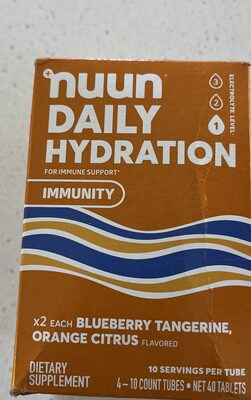 nuun
DAILY
HYDRATION
FOR IMMUNE SUPPORT*
IMMUNITY
3
2
1
ELECTROLYTE LEVEL
x2 EACH BLUEBERRY TANGERINE,
ORANGE CITRUS FLAVORED
DIETARY
SUPPLEMENT
10 SERVINGS PER TUBE
4–10 COUNT TUBES • NET 40 TABLETS